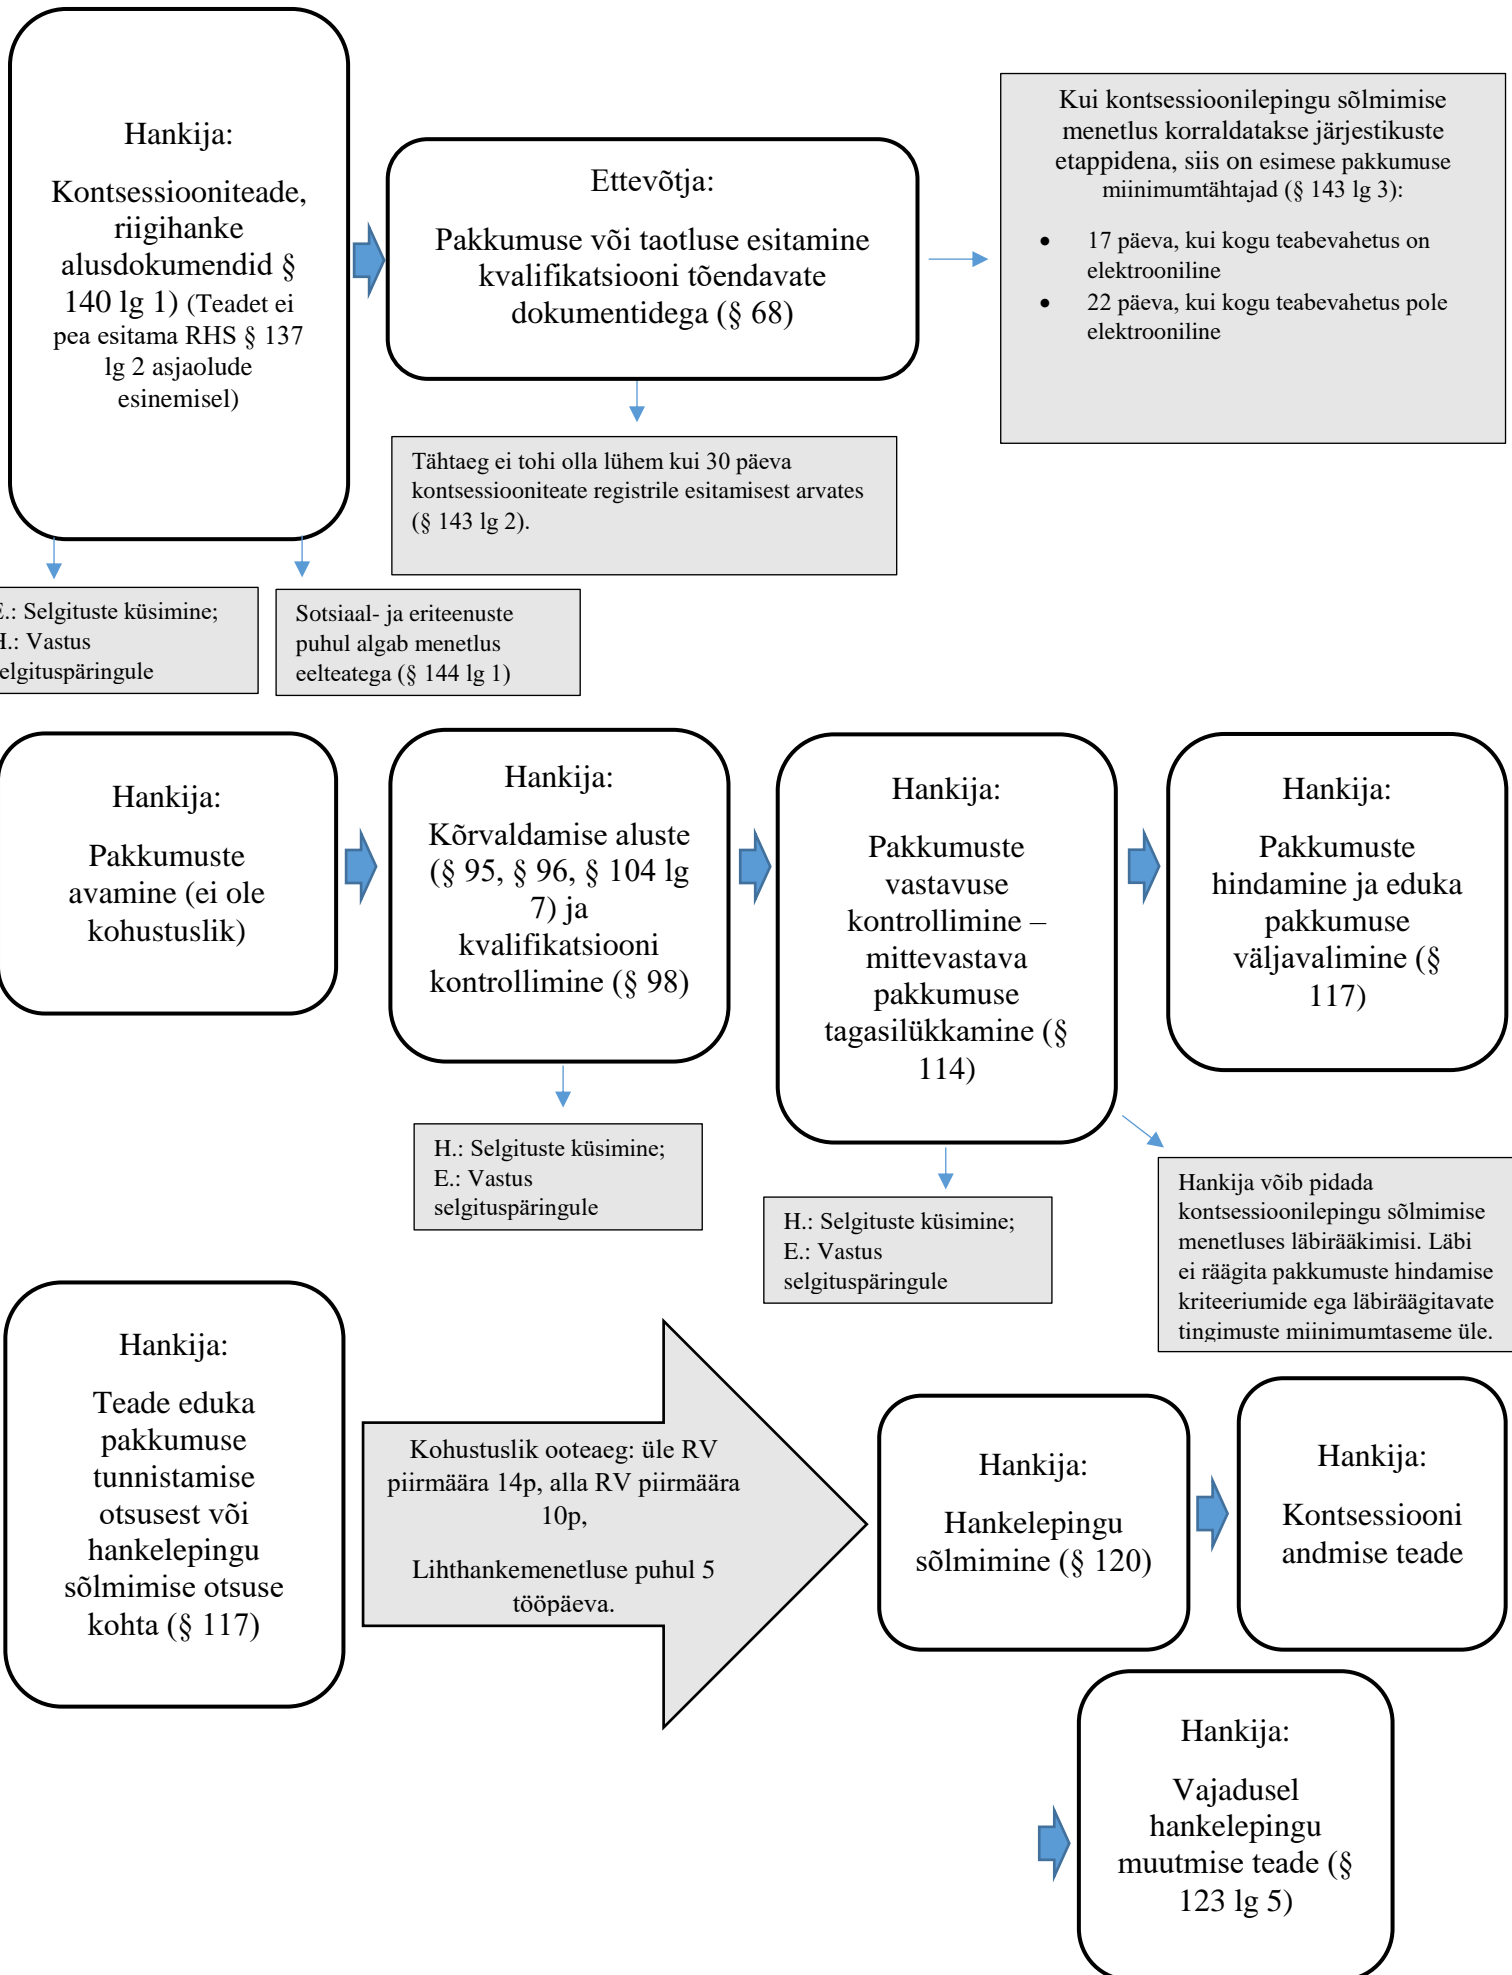 Hankija:
Kontsessiooniteade,
riigihanke
alusdokumendid §
140 lg 1) (Teadet ei
pea esitama RHS § 137
lg 2 asjaolude
esinemisel)
Ettevõtja:
Pakkumuse või taotluse esitamine
kvalifikatsiooni tõendavate
dokumentidega (§ 68)
Kui kontsessioonilepingu sõlmimise
menetlus korraldatakse järjestikuste
etappidena, siis on esimese pakkumuse
miinimumtähtajad (§ 143 lg 3):
• 17 päeva, kui kogu teabevahetus on
elektrooniline
• 22 päeva, kui kogu teabevahetus pole
elektrooniline
Tähtaeg ei tohi olla lühem kui 30 päeva
kontsessiooniteate registrile esitamisest arvates
(§ 143 lg 2).
E.: Selgituste küsimine;
H.: Vastus
selgituspäringule
Sotsiaal- ja eriteenuste
puhul algab menetlus
eelteatega (§ 144 lg 1)
Hankija:
Pakkumuste
avamine (ei ole
kohustuslik)
Hankija:
Kõrvaldamise aluste
(§ 95, § 96, § 104 lg
7) ja
kvalifikatsiooni
kontrollimine (§ 98)
Hankija:
Pakkumuste
vastavuse
kontrollimine –
mittevastava
pakkumuse
tagasilükkamine (§
114)
Hankija:
Pakkumuste
hindamine ja eduka
pakkumuse
väljavalimine (§
117)
H.: Selgituste küsimine;
E.: Vastus
selgituspäringule
H.: Selgituste küsimine;
E.: Vastus
selgituspäringule
Hankija võib pidada
kontsessioonilepingu sõlmimise
menetluses läbirääkimisi. Läbi
ei räägita pakkumuste hindamise
kriteeriumide ega läbiräägitavate
tingimuste miinimumtaseme üle.
Hankija:
Teade eduka
pakkumuse
tunnistamise
otsusest või
hankelepingu
sõlmimise otsuse
kohta (§ 117)
Kohustuslik ooteaeg: üle RV
piirmäära 14p, alla RV piirmäära
10p,
Lihthankemenetluse puhul 5
tööpäeva.
Hankija:
Hankelepingu
sõlmimine (§ 120)
Hankija:
Kontsessiooni
andmise teade
Hankija:
Vajadusel
hankelepingu
muutmise teade (§
123 lg 5)